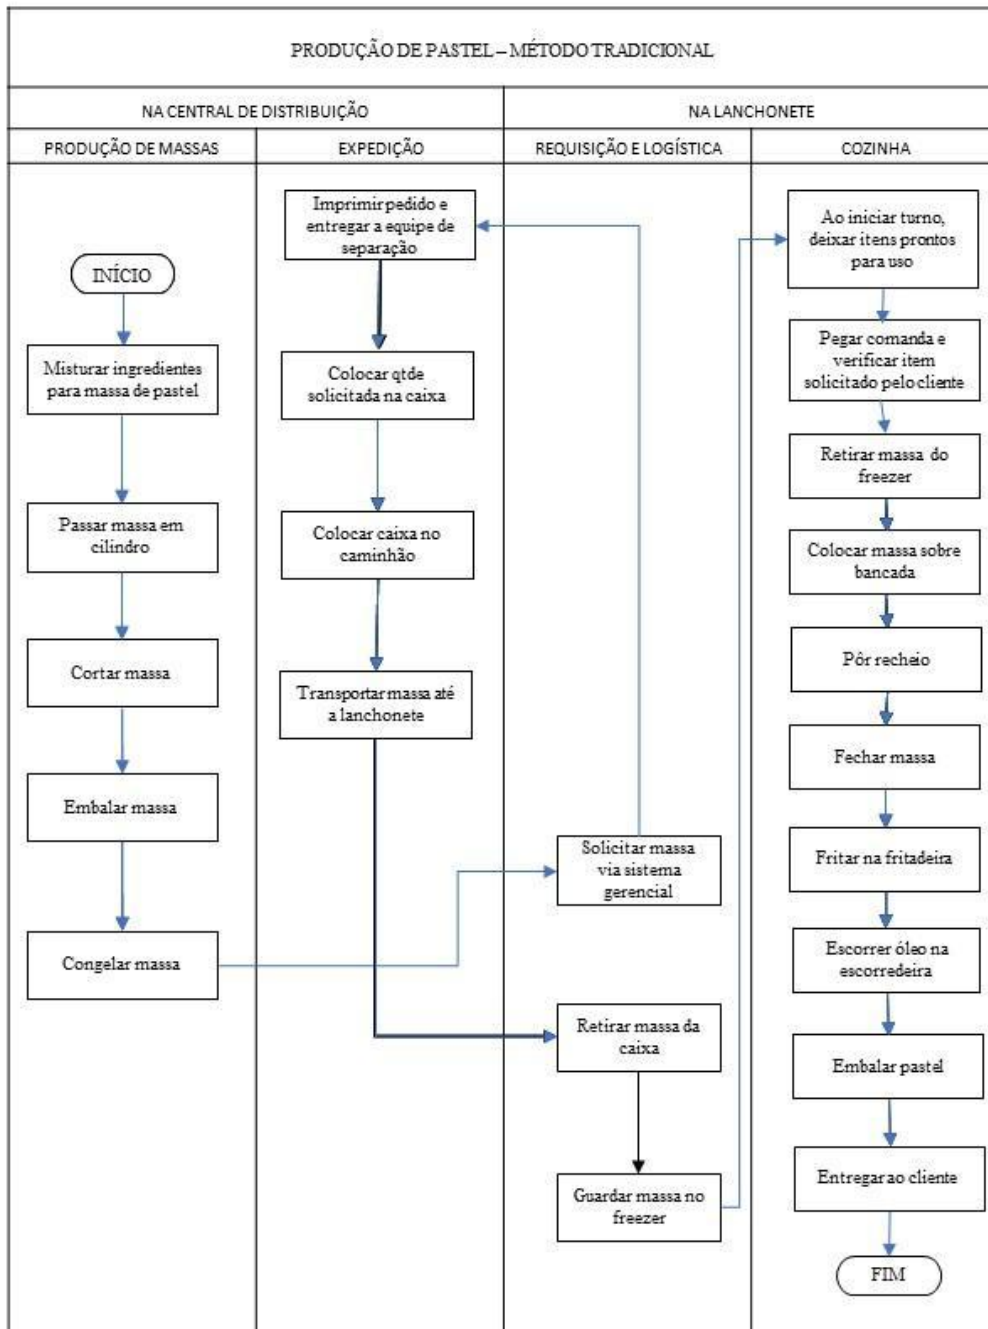 PRODUÇÃO DE PASTEL – MÉTODO TRADICIONAL
NA CENTRAL DE DISTRIBUIÇÃO
NA LANCHONETE
PRODUÇÃO DE MASSAS
EXPEDIÇÃO
REQUISIÇÃO E LOGÍSTICA
COZINHA
INÍCIO
Misturar ingredientes
para massa de pastel
Passar massa em
cilindro
Cortar massa
Embalar massa
Congelar massa
Imprimir pedido e
entregar a equipe de
separação
Colocar qtde
solicitada na caixa
Colocar caixa no
caminhão
Transportar massa até
a lanchonete
Solicitar massa
via sistema
gerencial
Retirar massa da
caixa
Guardar massa no
freezer
Ao iniciar turno,
deixar itens prontos
para uso
Pegar comanda e
verificar item
solicitado pelo cliente
Retirar massa do
freezer
Colocar massa sobre
bancada
Pôr recheio
Fechar massa
Fritar na fritadeira
Escorrer óleo na
escorredeira
Embalar pastel
Entregar ao cliente
FIM